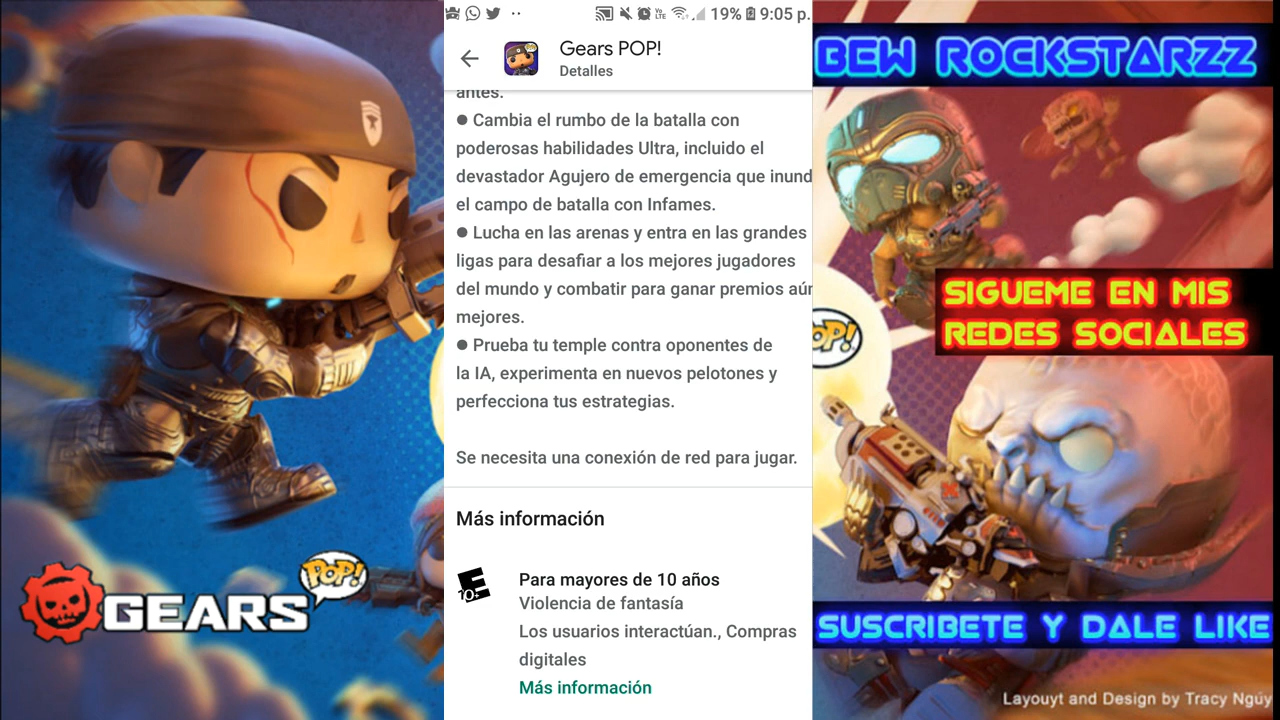 POP!
GEARS
19% 9:05 p.
Gears POP!
Detalles
antes.
● Cambia el rumbo de la batalla con
poderosas habilidades Ultra, incluido el
devastador Agujero de emergencia que inund
el campo de batalla con Infames.
● Lucha en las arenas y entra en las grandes
ligas para desafiar a los mejores jugadores
del mundo y combatir para ganar premios aún
mejores.
● Prueba tu temple contra oponentes de
la IA, experimenta en nuevos pelotones y
perfecciona tus estrategias.
Se necesita una conexión de red para jugar.
Más información
E
10+
Para mayores de 10 años
Violencia de fantasía
Los usuarios interactúan., Compras
digitales
Más información
BEW ROCKSTARZZ
SIGUEME EN MIS
REDES SOCIALES
OP!
SUSCRIBETE Y DALE LIKE
Layouyt and Design by Tracy Nguy